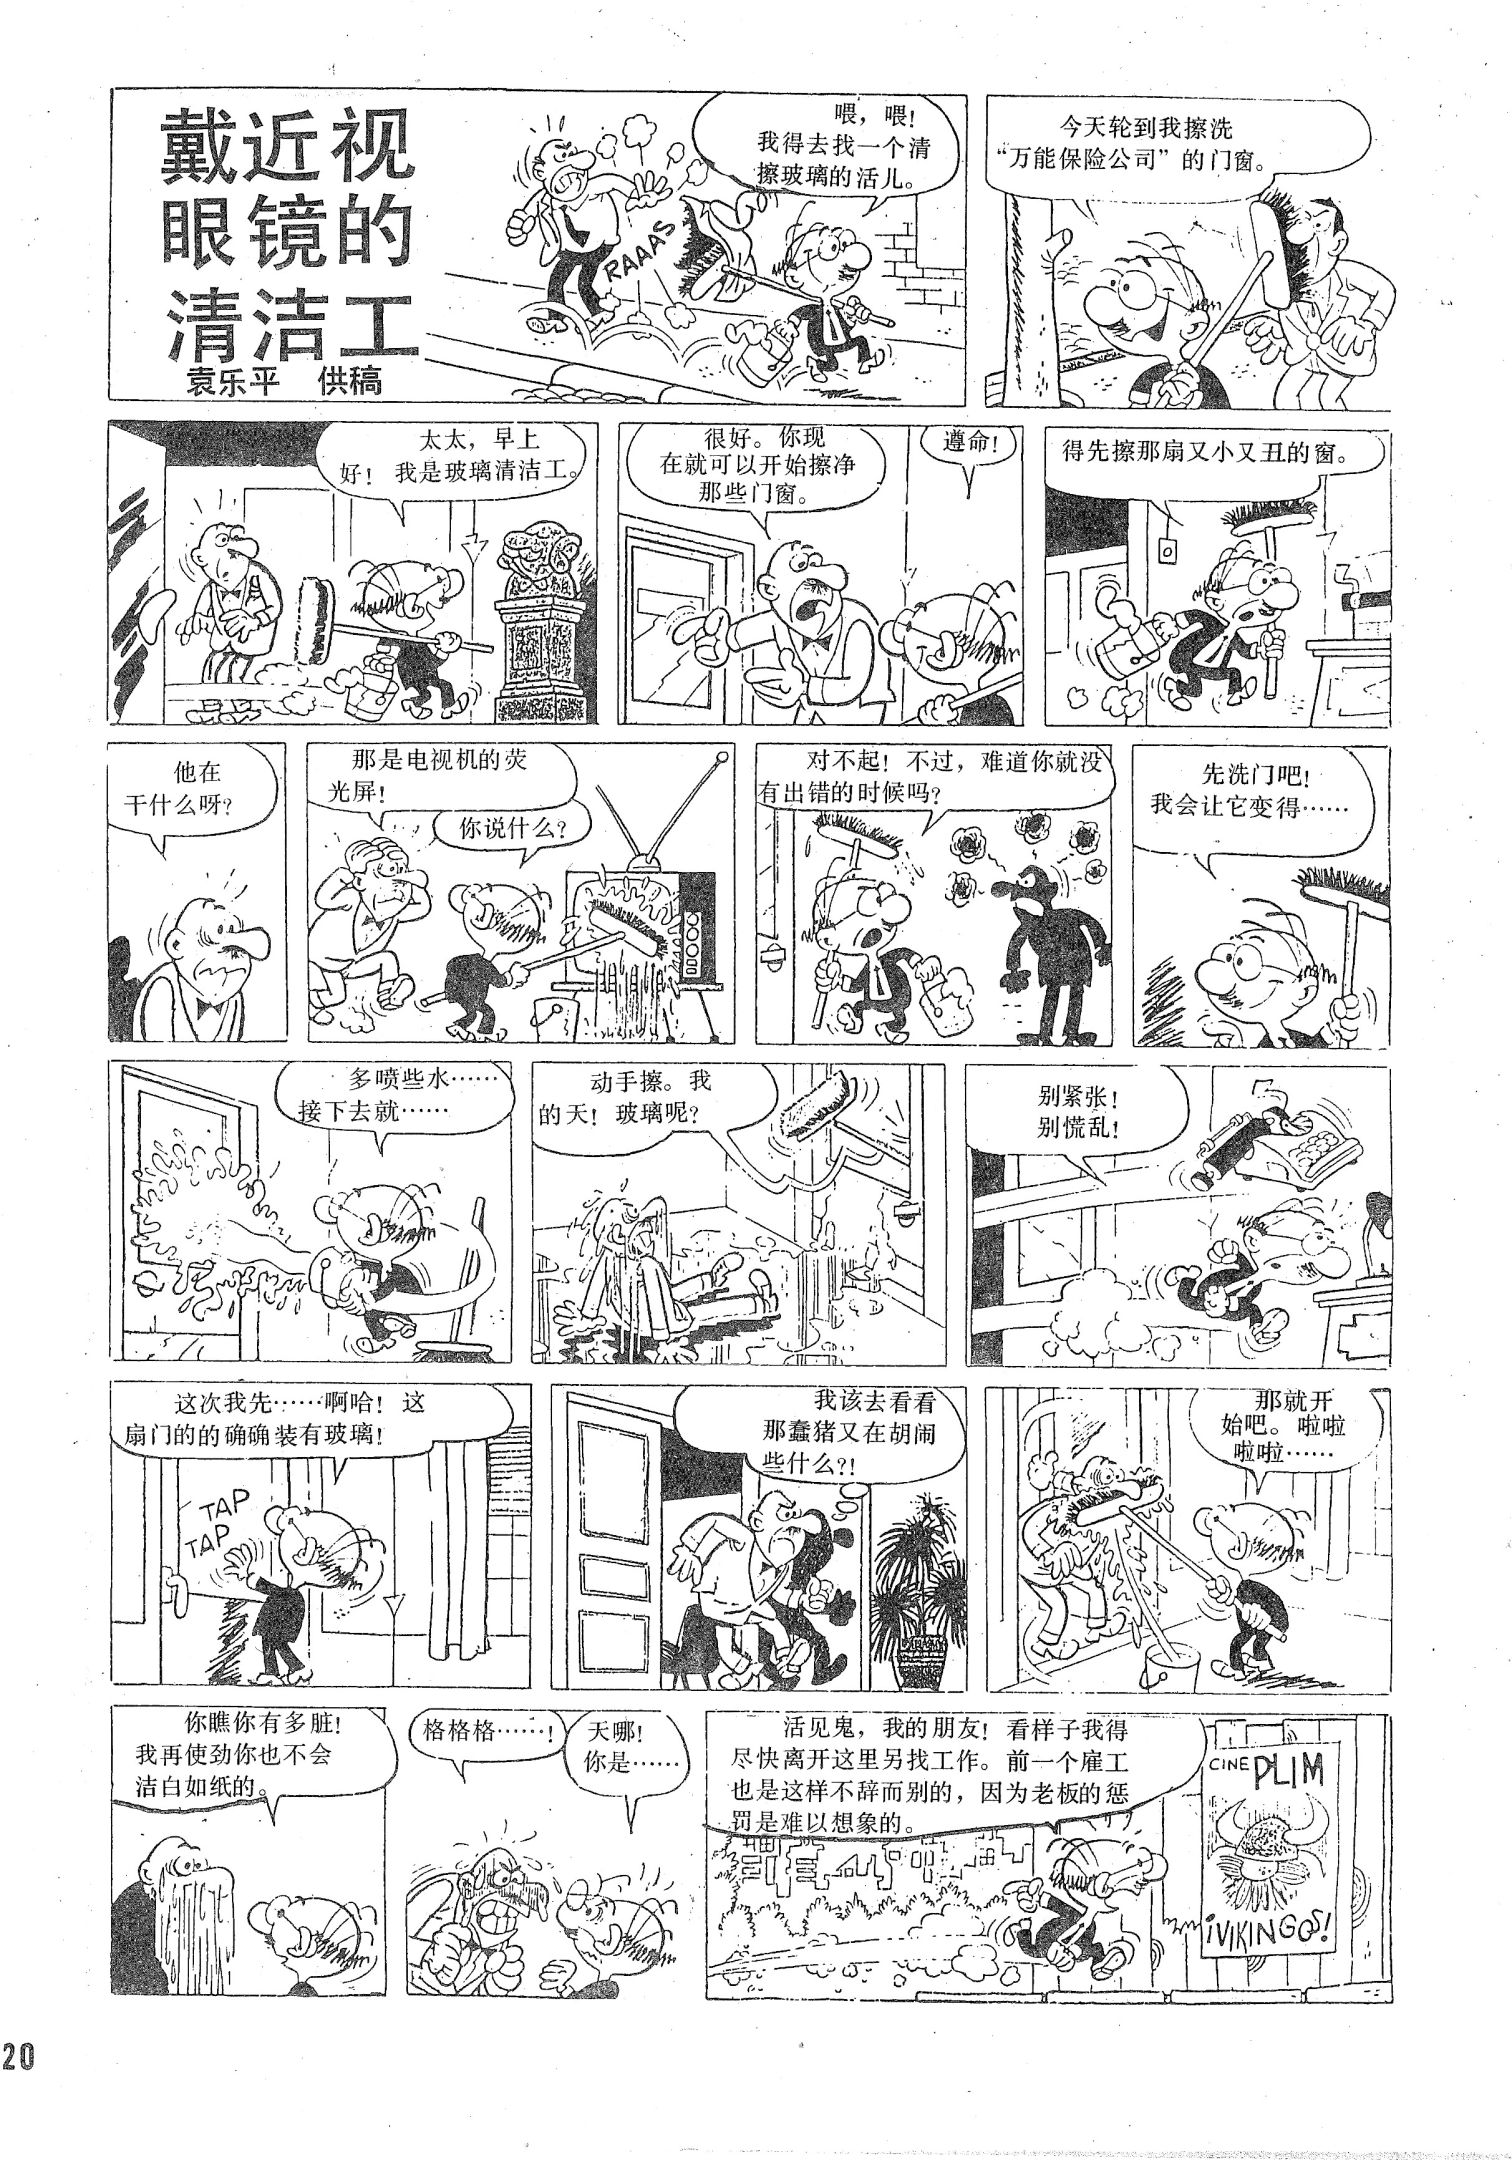 戴近视
眼镜的
清洁工
袁乐平 供稿
喂，喂！
我得去找一个清
擦玻璃的活儿。
RAAAS
今天轮到我擦洗
“万能保险公司”的门窗。
太太，早上
好！我是玻璃清洁工。
很好。你现
在就可以开始擦净
那些门窗。
遵命！
得先擦那扇又小又丑的窗。
他在
干什么呀？
那是电视机的荧
光屏！
你说什么？
对不起！不过，难道你就没
有出错的时候吗？
先洗门吧！
我会让它变得……
多喷些水……
接下去就……
动手擦。我
的天！玻璃呢？
别紧张！
别慌乱！
这次我先……啊哈！这
扇门的的确确装有玻璃！
TAP
TAP
我该去看看
那蠢猪又在胡闹
些什么？！
那就开
始吧。啦啦
啦啦……
你瞧你有多脏！
我再使劲你也不会
洁白如纸的。
格格格……！
天哪！
你是……
活见鬼，我的朋友！看样子我得
尽快离开这里另找工作。前一个雇工
也是这样不辞而别的，因为老板的惩
罚是难以想象的。
CINE PLIM
¡VIKINGOS!
20